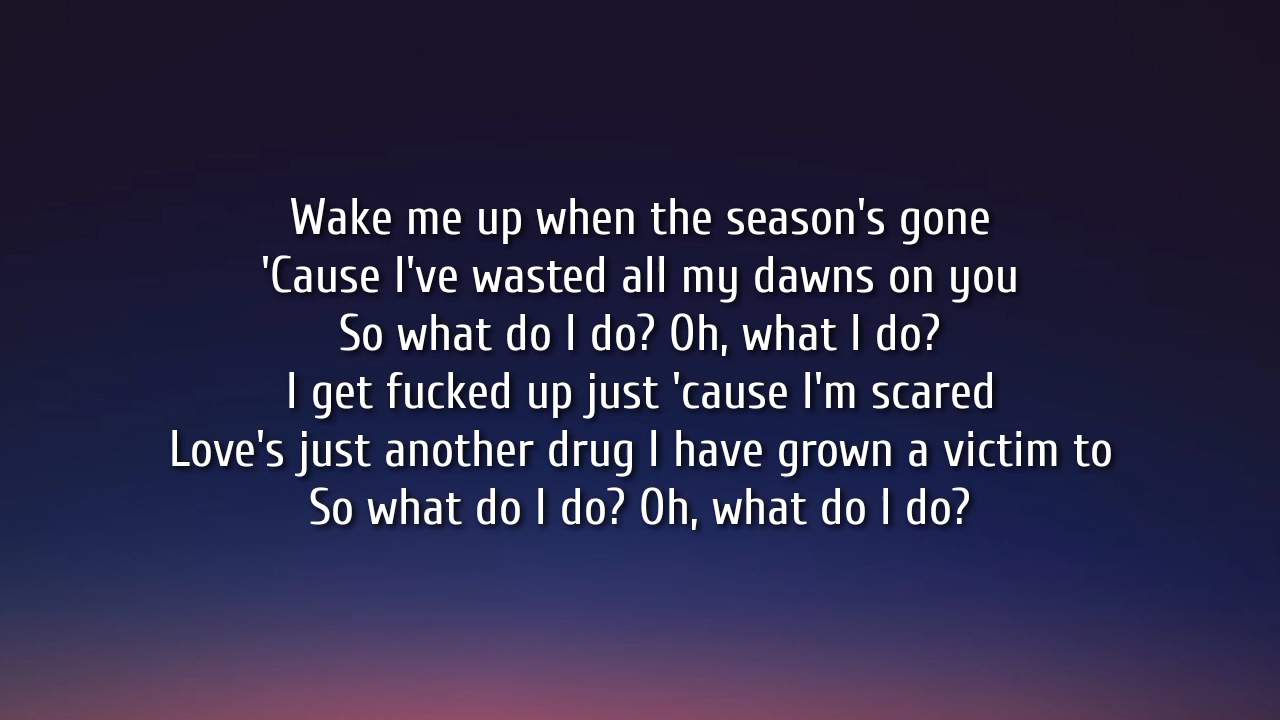 Wake me up when the season's gone
'Cause I've wasted all my dawns on you
So what do I do? Oh, what I do?
I get fucked up just 'cause I'm scared
Love's just another drug I have grown a victim to
So what do I do? Oh, what do I do?